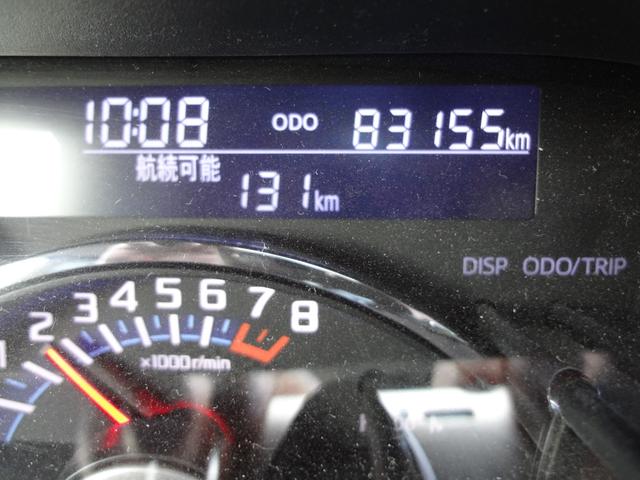 10:08 ODO 83155km
航続可能
131km
DISP ODO/TRIP
1 2 3 4 5 6 7 8
×1000r/min